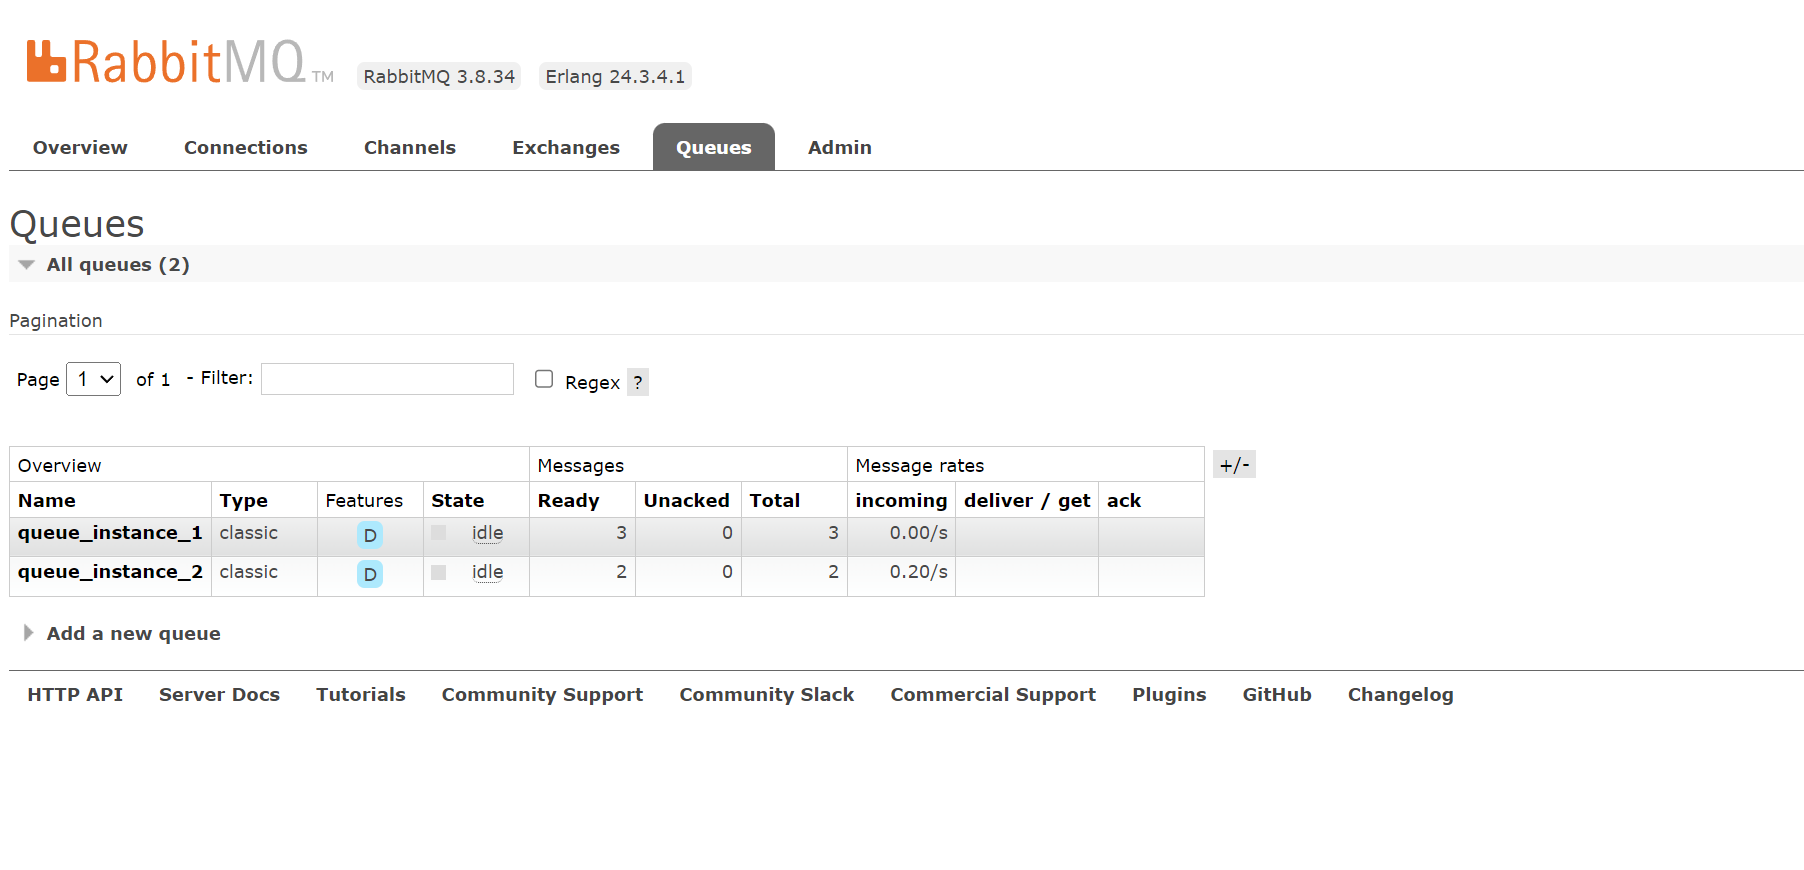 RabbitMQ TM RabbitMQ 3.8.34 Erlang 24.3.4.1
Overview Connections Channels Exchanges Queues Admin
Queues
All queues (2)
Pagination
Page 1 of 1 - Filter: Regex ?
Overview Messages Message rates +/-
Name Type Features State Ready Unacked Total incoming deliver / get ack
queue_instance_1 classic D idle 3 0 3 0.00/s
queue_instance_2 classic D idle 2 0 2 0.20/s
Add a new queue
HTTP API Server Docs Tutorials Community Support Community Slack Commercial Support Plugins GitHub Changelog